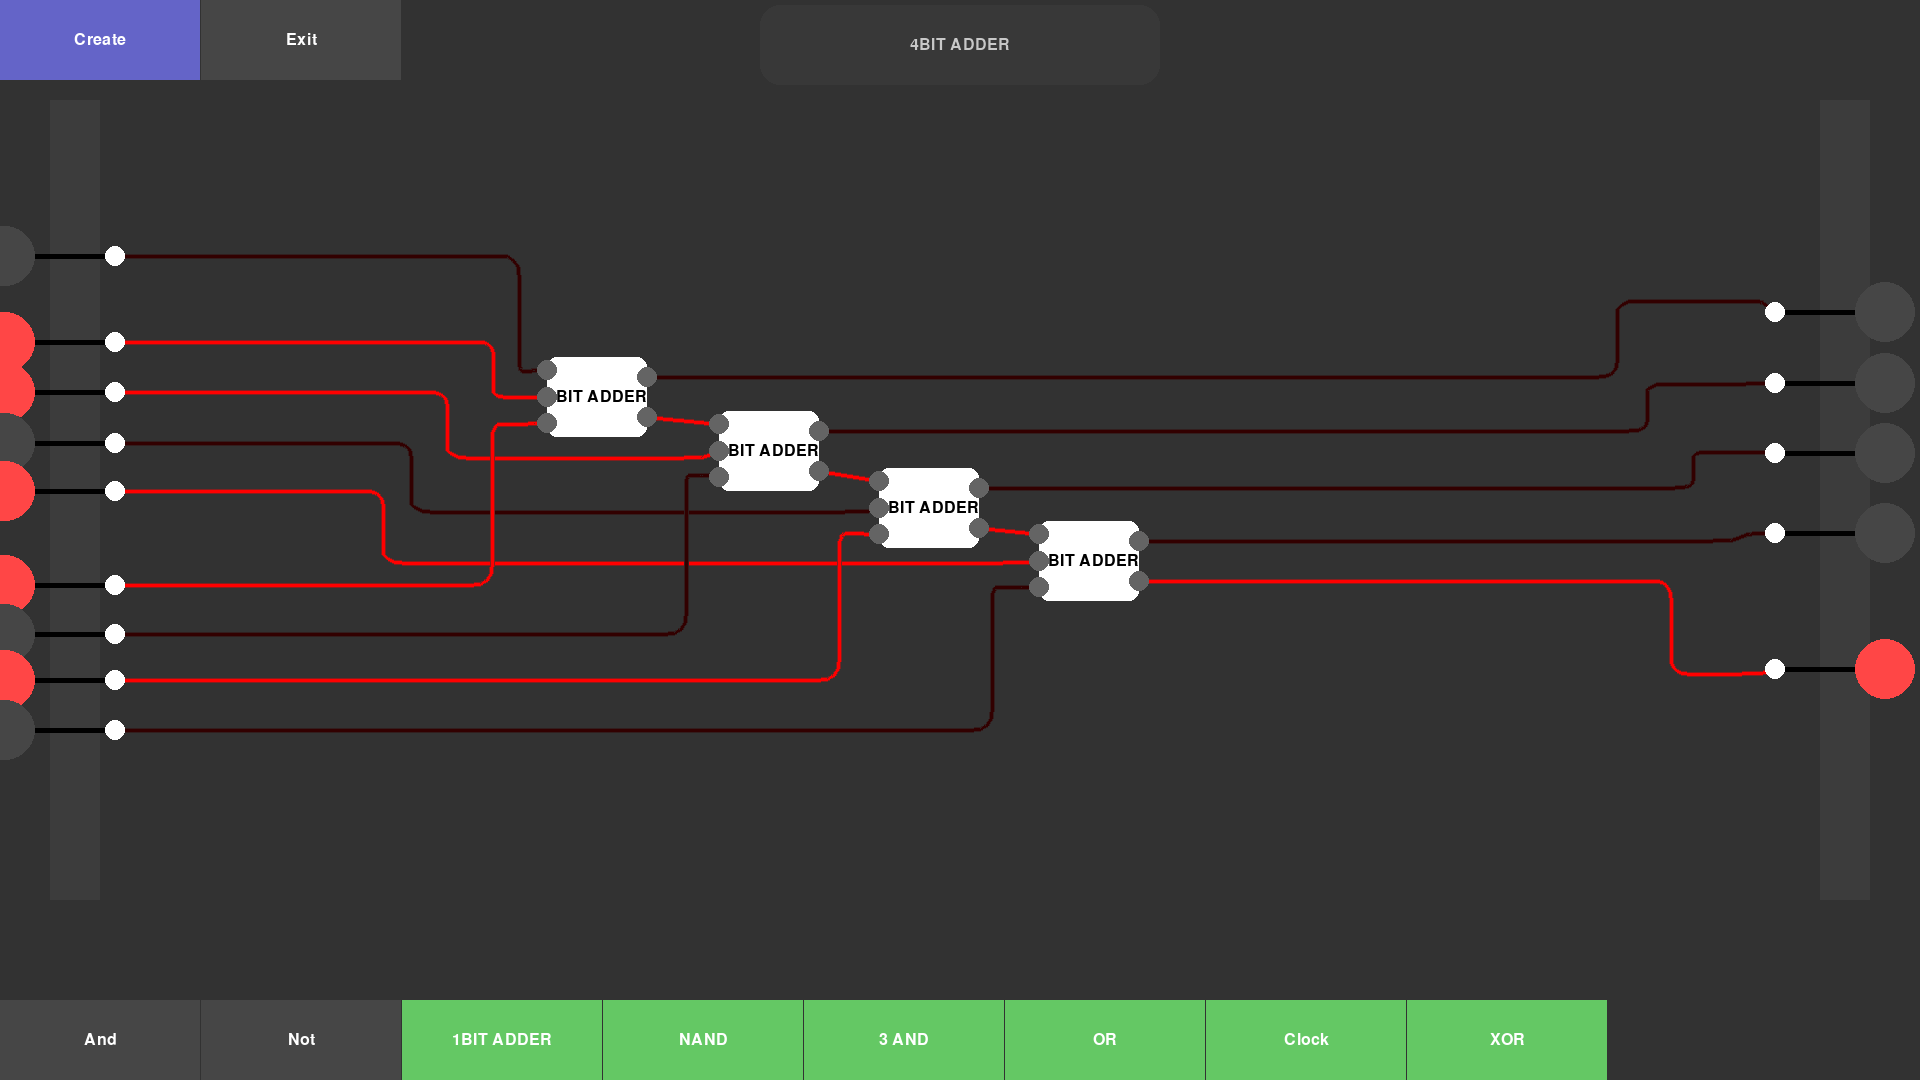 Create
Exit
4BIT ADDER
BIT ADDER
BIT ADDER
BIT ADDER
BIT ADDER
And
Not
1BIT ADDER
NAND
3 AND
OR
Clock
XOR